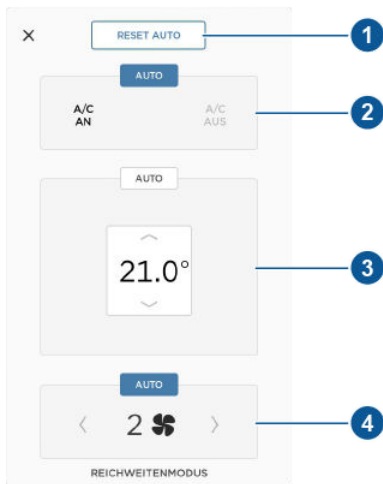 RESET AUTO
1
AUTO
A/C
AN
A/C
AUS
2
AUTO
21.0°
3
AUTO
2
4
REICHWEITENMODUS